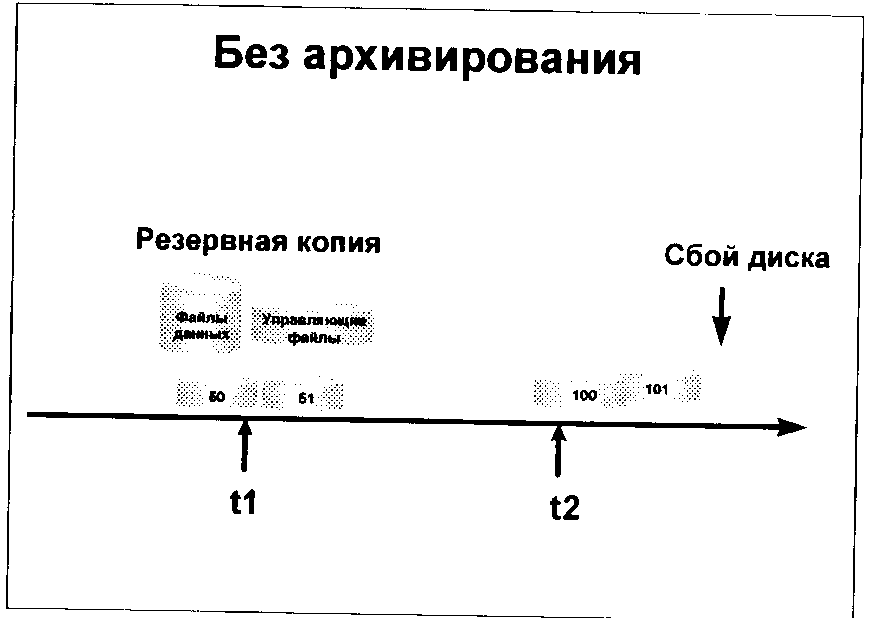 Без архивирования
Резервная копия
Сбой диска
Файлы
данных
Управляющие
файлы
50
51
100
101
t1
t2